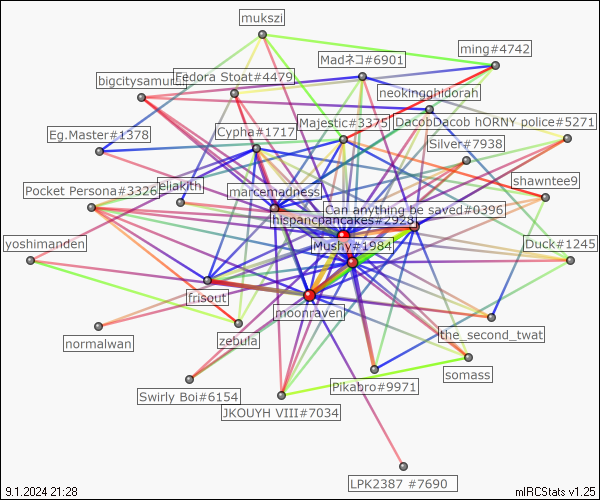 mukszi
ming#4742
Madネコ#6901
Fedora Stoat#4479
bigcitysamurai
neokingghidorah
Majestic#3375
DacobDacob hORNY police#5271
Eg.Master#1378
Cypha#1717
Silver#7938
Pocket Persona#3326
eliakith
marcemadness
shawntee9
Can anything be saved#0396
hispancpancakes#2928
yoshimanden
Mushy#1984
Duck#1245
frisout
moonraven
normalwan
zebula
the_second_twat
somass
Swirly Boi#6154
Pikabro#9971
JKOUYH VIII#7034
LPK2387 #7690
9.1.2024 21:28
mIRCStats v1.25